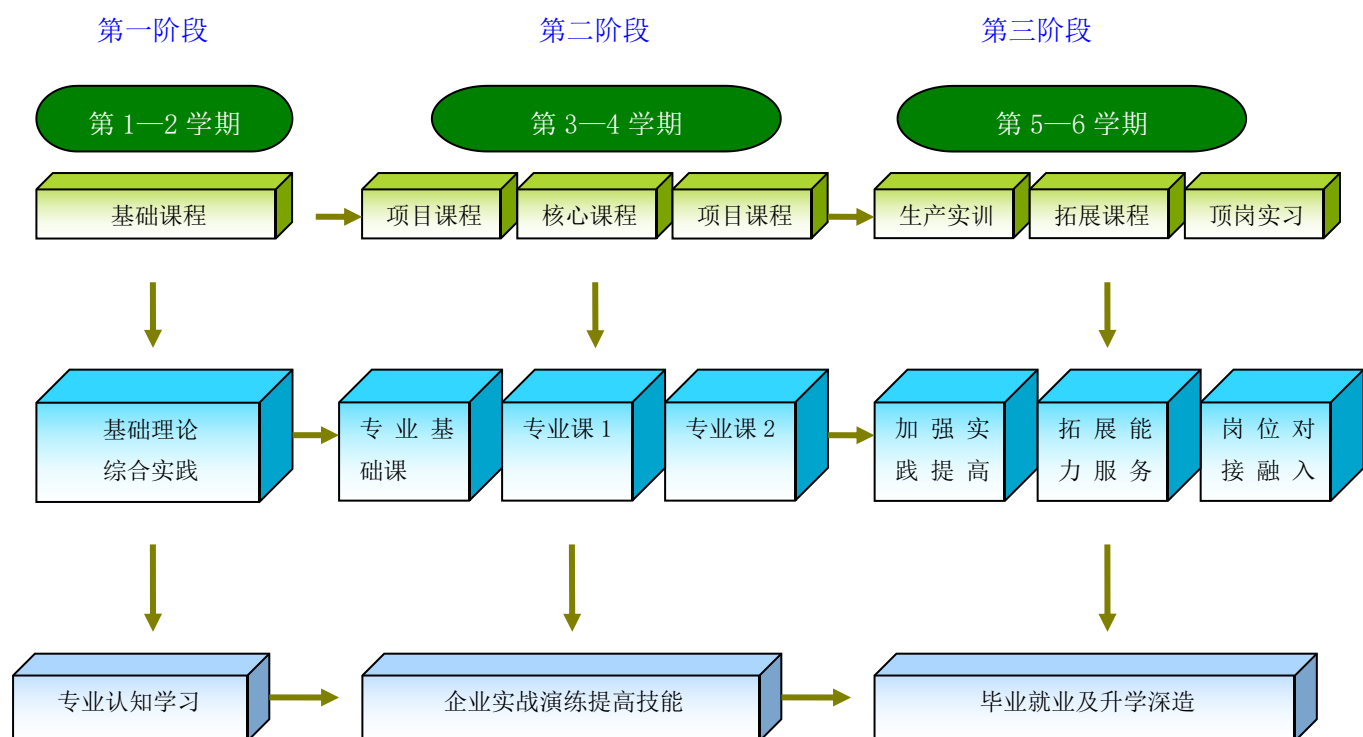 第一阶段 第二阶段 第三阶段
第 1—2 学期 第 3—4 学期 第 5—6 学期
基础课程 项目课程 核心课程 项目课程 生产实训 拓展课程 顶岗实习
基础理论
综合实践
专 业 基
础课
专业课 1
专业课 2
加 强 实
践 提 高
拓 展 能
力 服 务
岗 位 对
接 融 入
专业认知学习 企业实战演练提高技能 毕业就业及升学深造